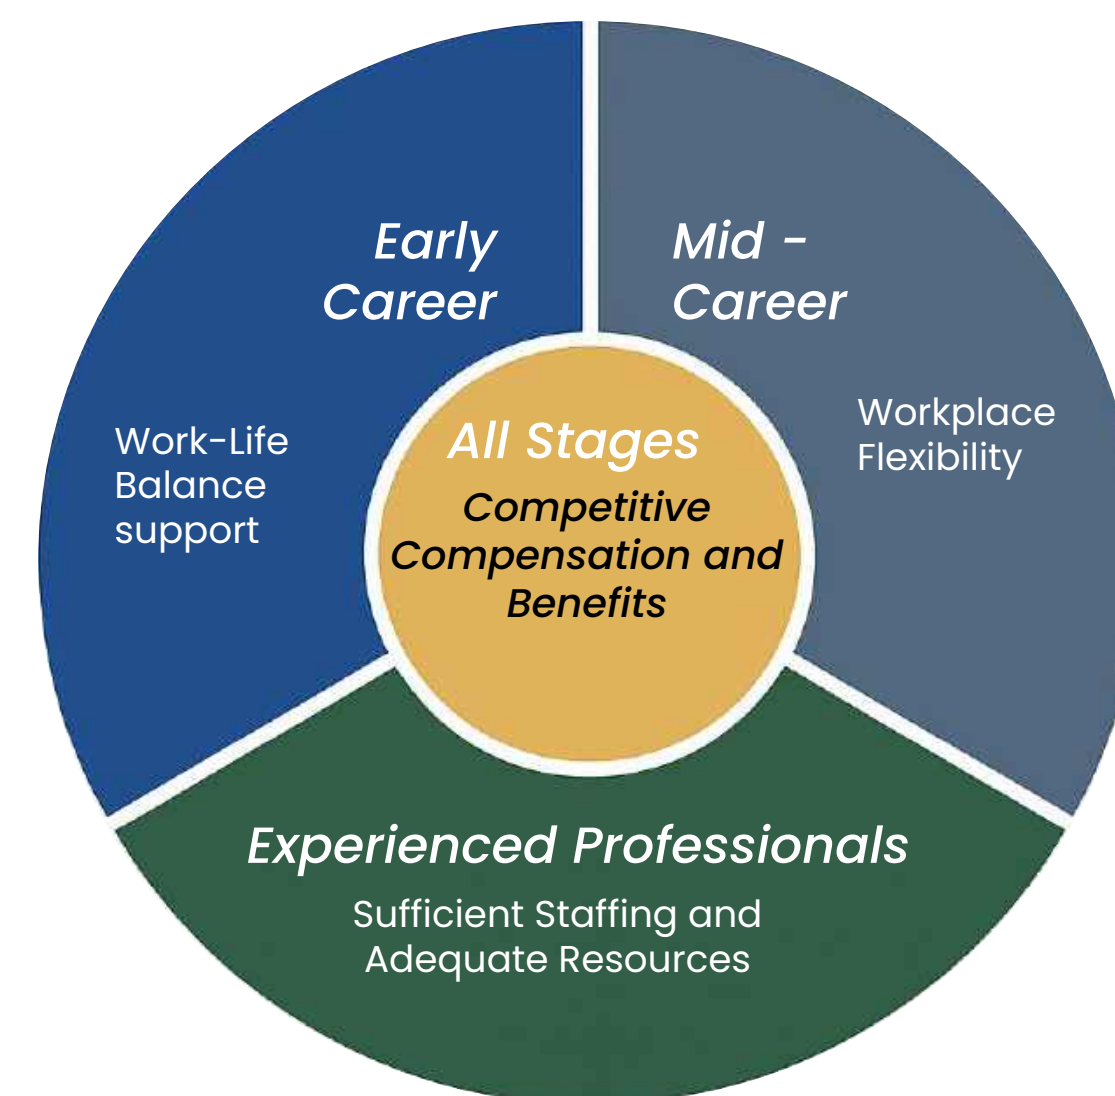 Early
Career
Work-Life
Balance
support
Mid -
Career
Workplace
Flexibility
All Stages
Competitive
Compensation and
Benefits
Experienced Professionals
Sufficient Staffing and
Adequate Resources